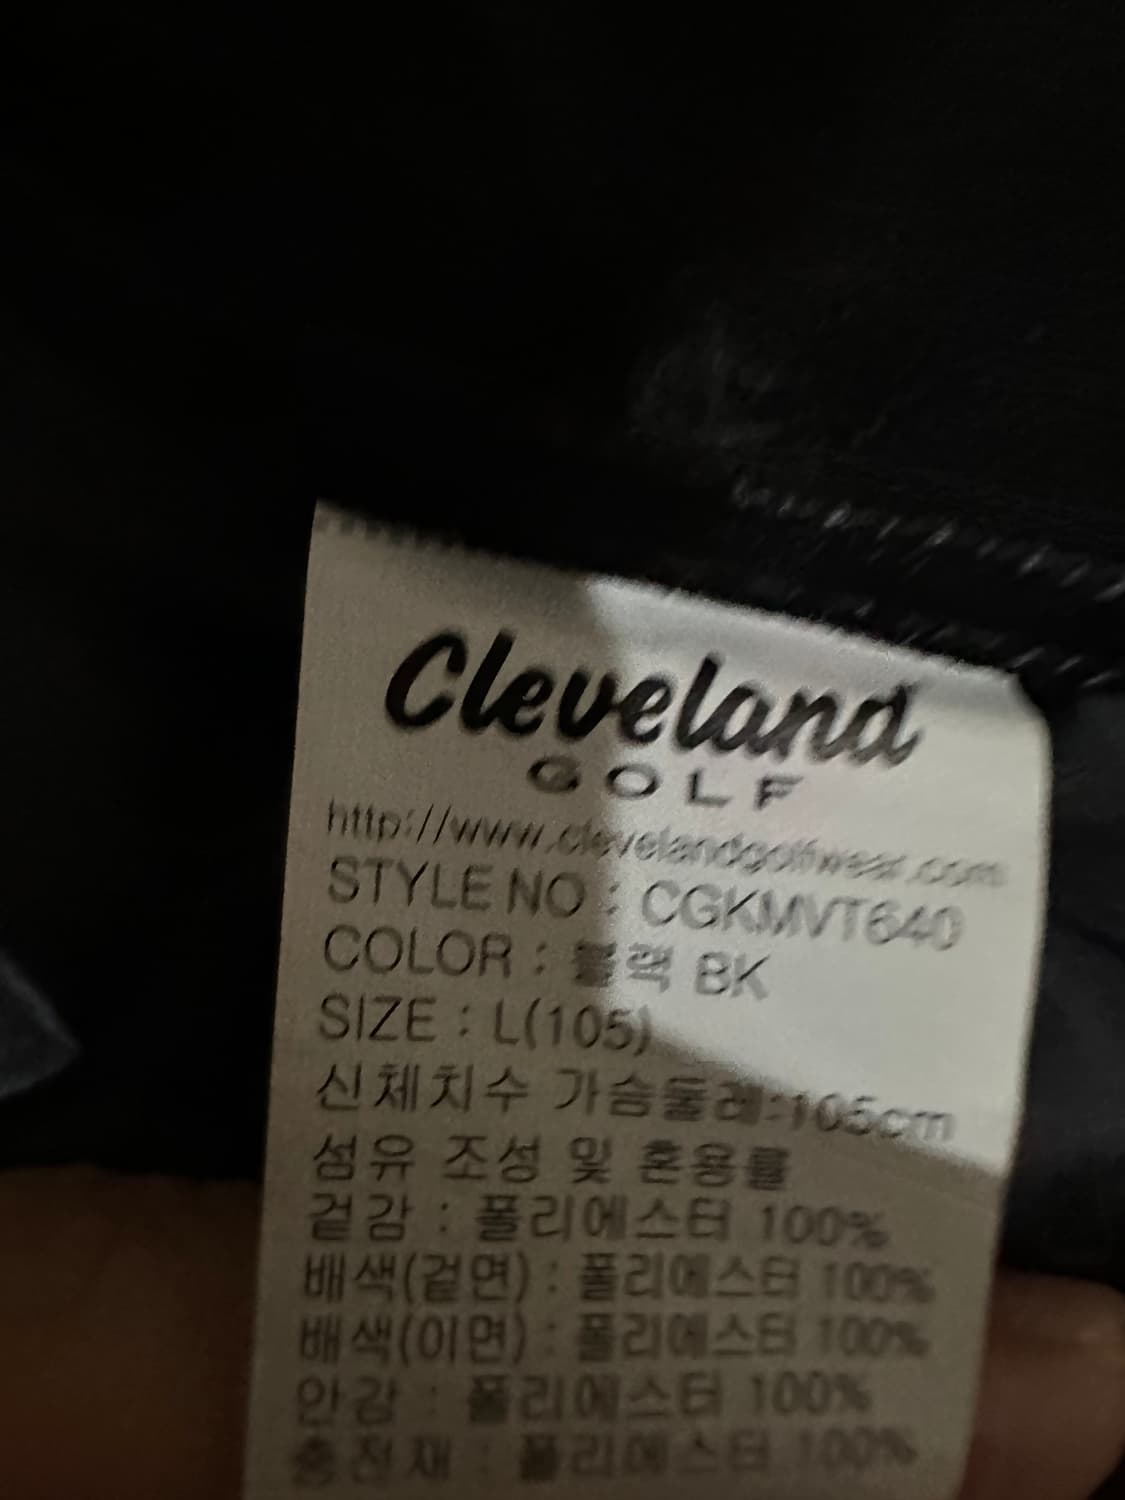 Cleveland
GOLF
http://www.clevelandgolfwear.com
STYLE NO : CGKMVT640
COLOR : 블랙 BK
SIZE : L(105)
신체치수 가슴둘레:105cm
섬유 조성 및 혼용률
겉감 : 폴리에스터 100%
배색(겉면) : 폴리에스터 100%
배색(이면) : 폴리에스터 100%
안감 : 폴리에스터 100%
충전재 : 폴리에스터 100%